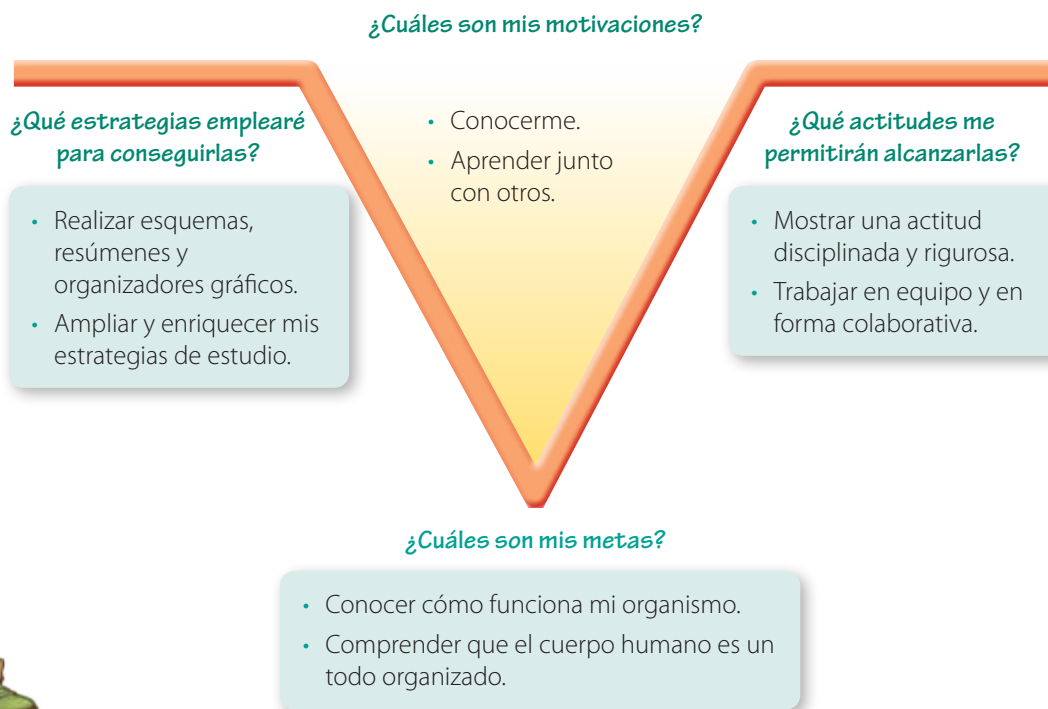 ¿Cuáles son mis motivaciones?
¿Qué estrategias emplearé
para conseguirlas?
• Realizar esquemas,
resúmenes y
organizadores gráficos.
• Ampliar y enriquecer mis
estrategias de estudio.
• Conocerme.
• Aprender junto
con otros.
¿Qué actitudes me
permitirán alcanzarlas?
• Mostrar una actitud
disciplinada y rigurosa.
• Trabajar en equipo y en
forma colaborativa.
¿Cuáles son mis metas?
• Conocer cómo funciona mi organismo.
• Comprender que el cuerpo humano es un
todo organizado.